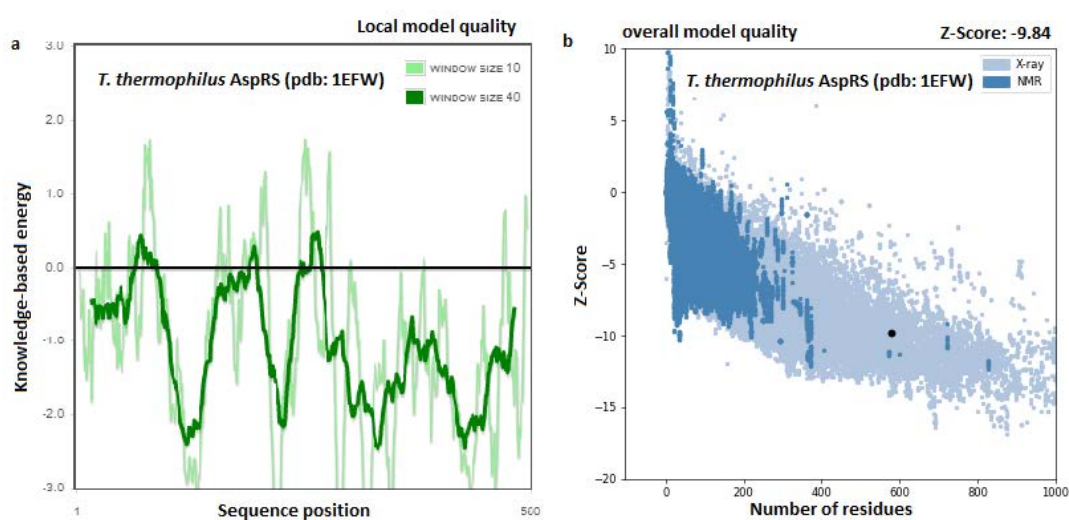 a
Local model quality
3.0
T. thermophilus AspRS (pdb: 1EFW)
WINDOW SIZE 10
WINDOW SIZE 40
2.0
1.0
0.0
-1.0
-2.0
-3.0
Knowledge-based energy
1
500
Sequence position
b
overall model quality
Z-Score: -9.84
T. thermophilus AspRS (pdb: 1EFW)
X-ray
NMR
10
5
0
−5
−10
−15
−20
Z-Score
0
200
400
600
800
1000
Number of residues